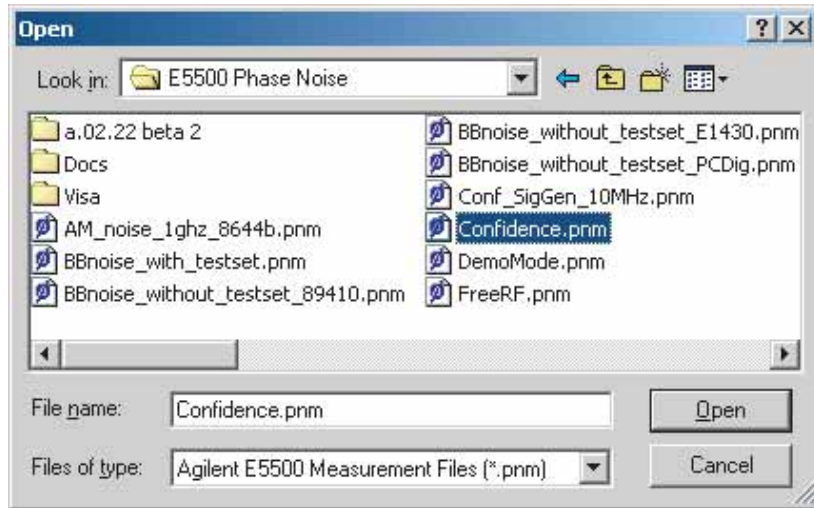 Open
Look in: E5500 Phase Noise
a.02.22 beta 2
Docs
Visa
AM_noise_1ghz_8644b.pnm
BBnoise_with_testset.pnm
BBnoise_without_testset_89410.pnm
BBnoise_without_testset_E1430.pnm
BBnoise_without_testset_PCDig.pnm
Conf_SigGen_10MHz.pnm
Confidence.pnm
DemoMode.pnm
FreeRF.pnm
File name: Confidence.pnm Open
Files of type: Agilent E5500 Measurement Files (*.pnm) Cancel